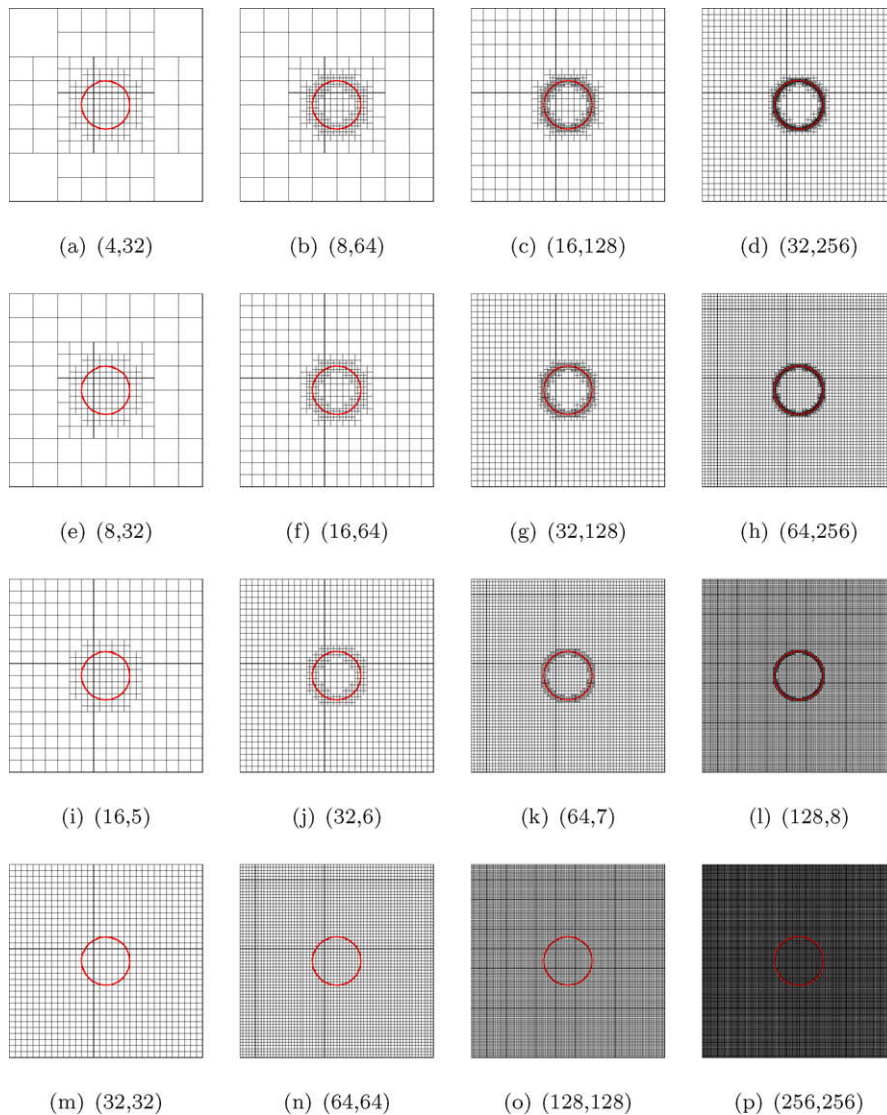 (a) (4,32) (b) (8,64) (c) (16,128) (d) (32,256)
(e) (8,32) (f) (16,64) (g) (32,128) (h) (64,256)
(i) (16,5) (j) (32,6) (k) (64,7) (l) (128,8)
(m) (32,32) (n) (64,64) (o) (128,128) (p) (256,256)